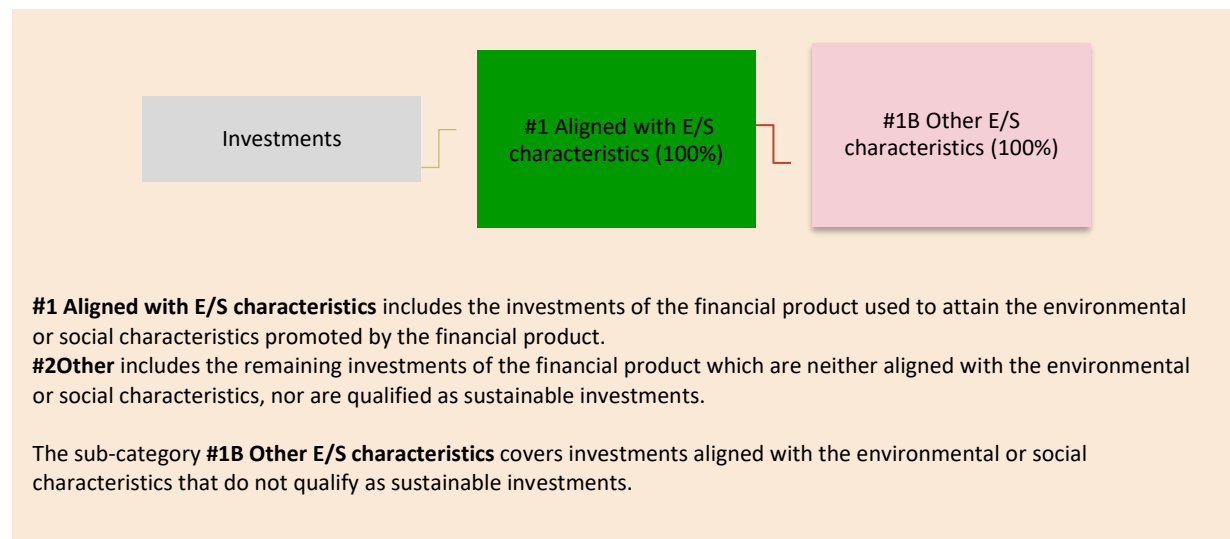 Investments
#1 Aligned with E/S
characteristics (100%)
#1B Other E/S
characteristics (100%)
#1 Aligned with E/S characteristics includes the investments of the financial product used to attain the environmental
or social characteristics promoted by the financial product.
#2Other includes the remaining investments of the financial product which are neither aligned with the environmental
or social characteristics, nor are qualified as sustainable investments.
The sub-category #1B Other E/S characteristics covers investments aligned with the environmental or social
characteristics that do not qualify as sustainable investments.